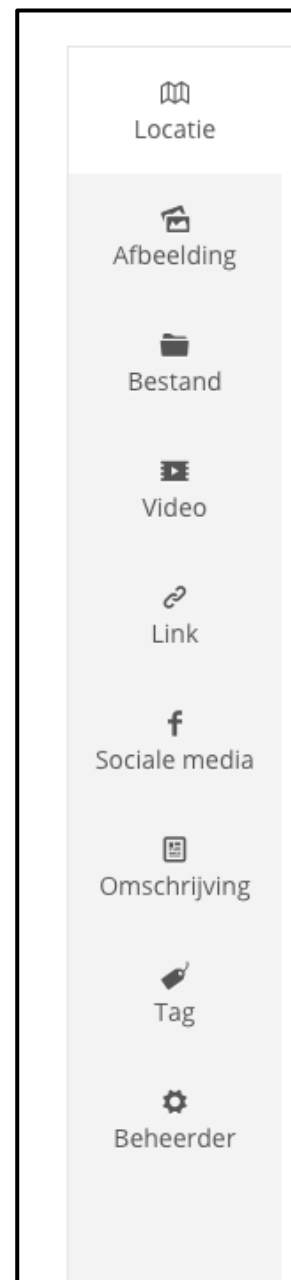 Locatie
Afbeelding
Bestand
Video
Link
Sociale media
Omschrijving
Tag
Beheerder